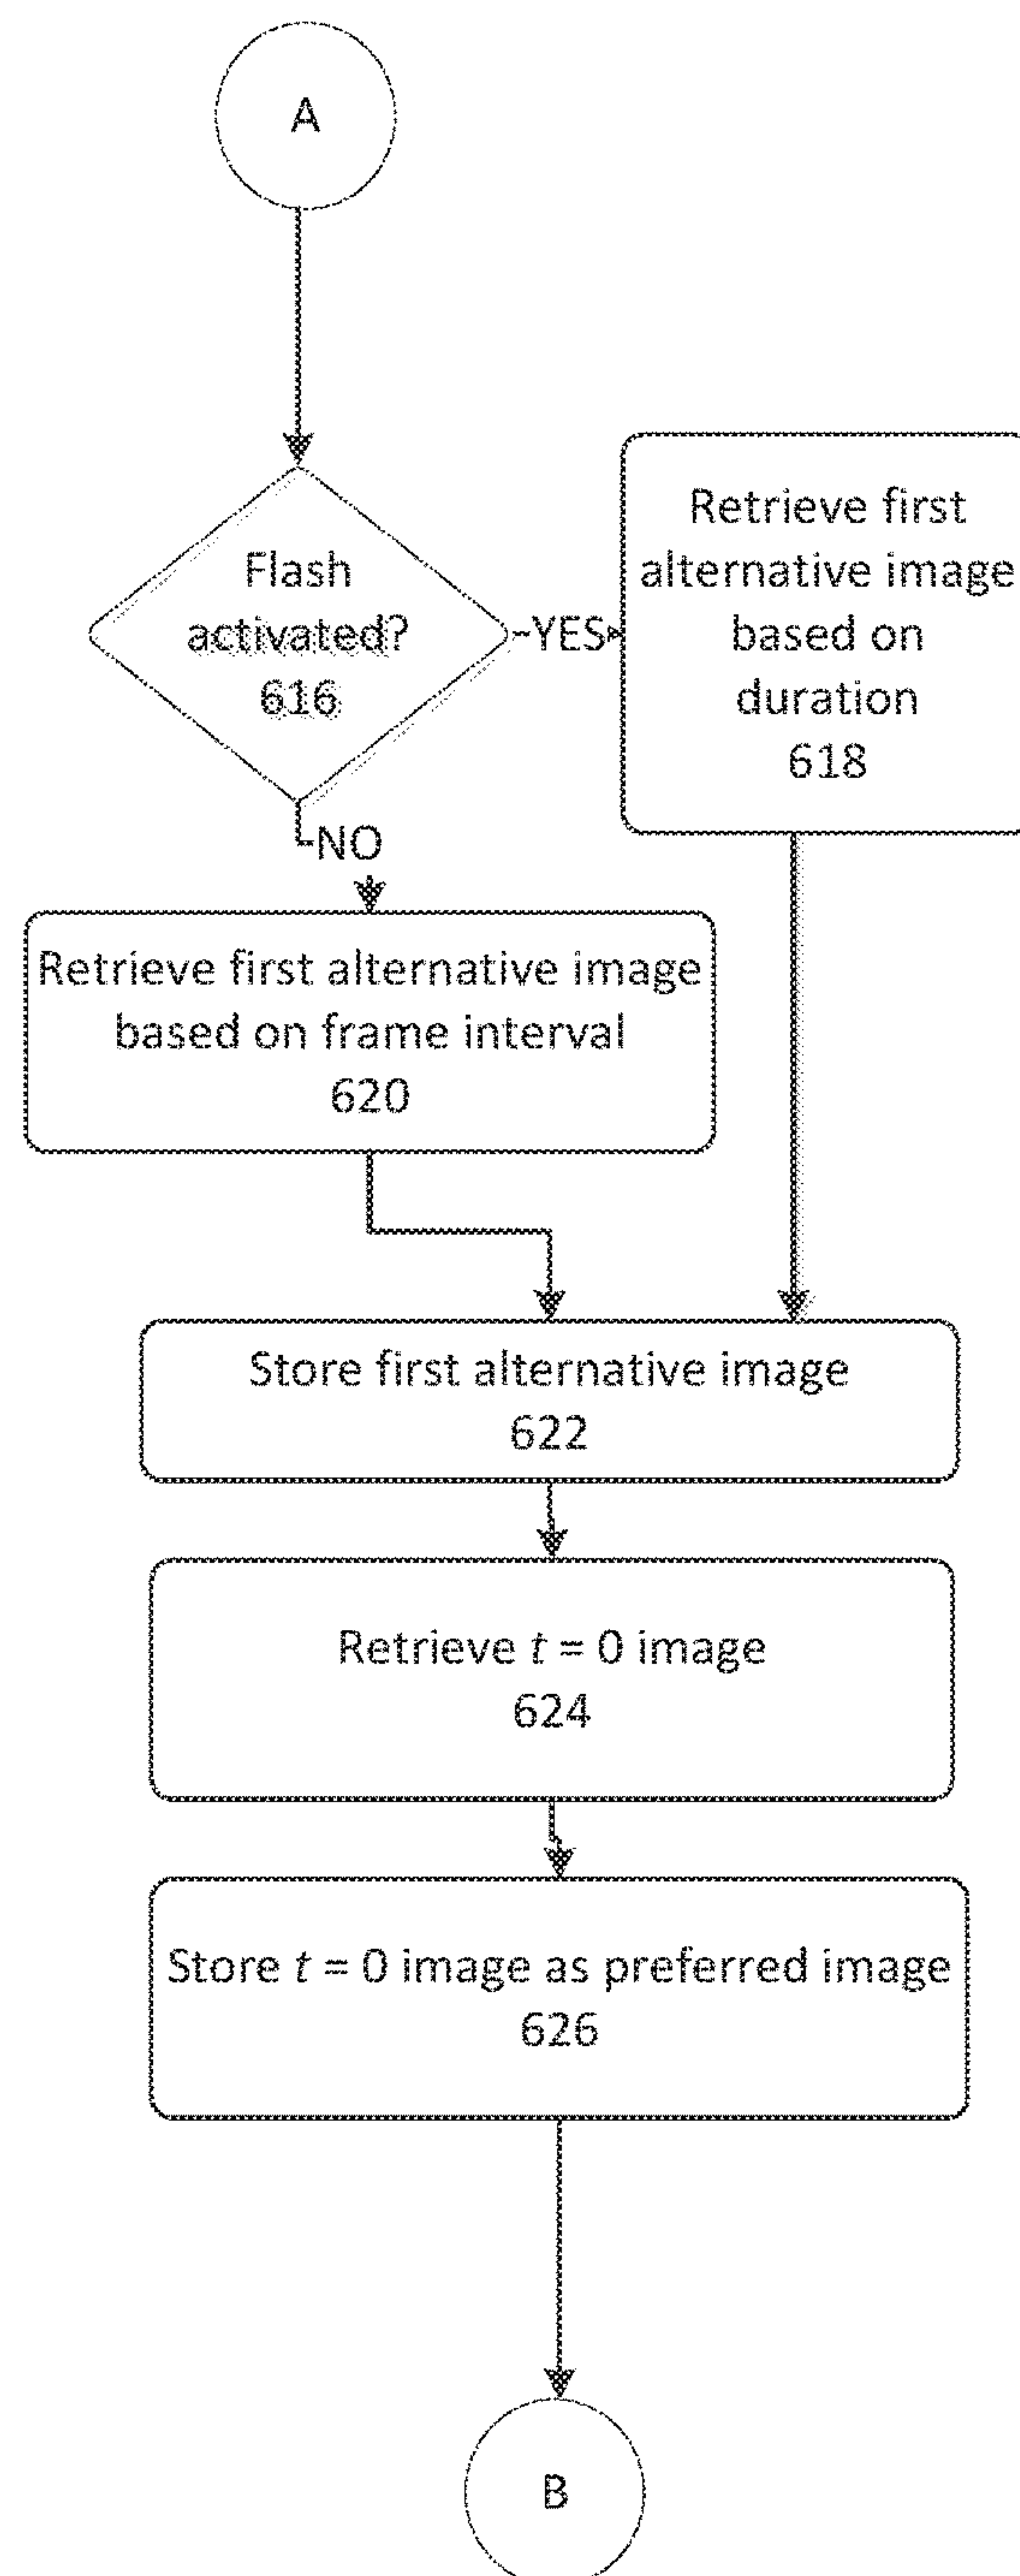 A
Flash
activated?
616
YES
Retrieve first
alternative image
based on
duration
618
NO
Retrieve first alternative image
based on frame interval
620
Store first alternative image
622
Retrieve t = 0 image
624
Store t = 0 image as preferred image
626
B